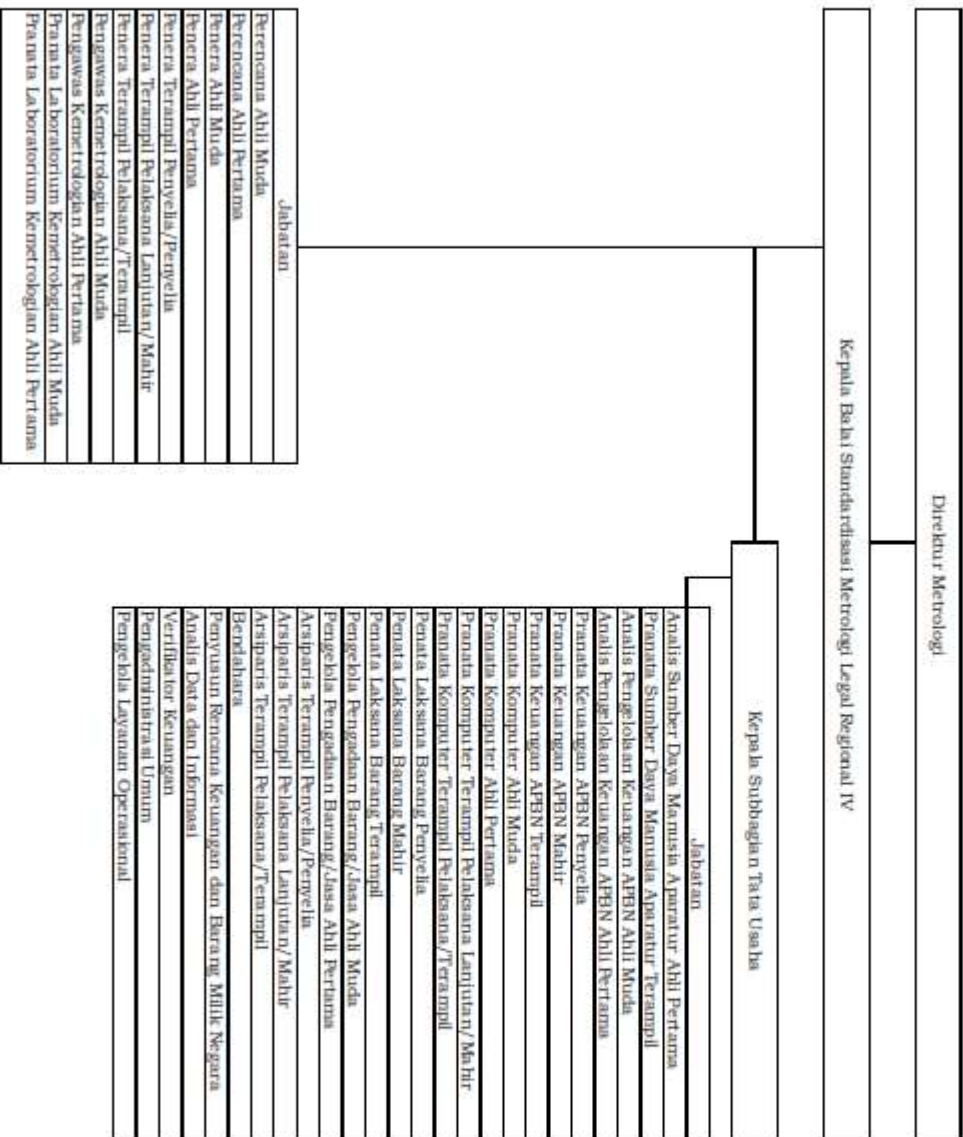 Direktur Metrologi
Kepala Balai Standardisasi Metrologi Legal Regional IV
Kepala Subbagian Tata Usaha
Jabatan
Perencana Ahli Muda
Perencana Ahli Pertama
Penera Ahli Muda
Penera Ahli Pertama
Penera Terampil Penyelia/Penyelia
Penera Terampil Pelaksana Lanjutan/Mahir
Penera Terampil Pelaksana/Terampil
Pengawas Kemetrologian Ahli Muda
Pengawas Kemetrologian Ahli Pertama
Pranata Laboratorium Kemetrologian Ahli Muda
Pranata Laboratorium Kemetrologian Ahli Pertama
Jabatan
Analis Sumber Daya Manusia Aparatur Ahli Pertama
Pranata Sumber Daya Manusia Aparatur Terampil
Analis Pengelolaan Keuangan APBN Ahli Muda
Analis Pengelolaan Keuangan APBN Ahli Pertama
Pranata Keuangan APBN Penyelia
Pranata Keuangan APBN Mahir
Pranata Keuangan APBN Terampil
Pranata Komputer Ahli Muda
Pranata Komputer Ahli Pertama
Pranata Komputer Terampil Pelaksana Lanjutan/Mahir
Pranata Komputer Terampil Pelaksana/Terampil
Penata Laksana Barang Penyelia
Penata Laksana Barang Mahir
Penata Laksana Barang Terampil
Pengelola Pengadaan Barang/Jasa Ahli Muda
Pengelola Pengadaan Barang/Jasa Ahli Pertama
Arsiparis Terampil Penyelia/Penyelia
Arsiparis Terampil Pelaksana Lanjutan/Mahir
Arsiparis Terampil Pelaksana/Terampil
Bendahara
Penyusun Rencana Keuangan dan Barang Milik Negara
Analis Data dan Informasi
Verifikator Keuangan
Pengadministrasi Umum
Pengelola Layanan Operasional